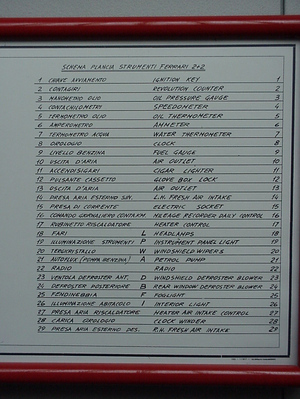 SCHEMA PLANCIA STRUMENTI FERRARI 2+2
1 CHIAVE AVVIAMENTO IGNITION KEY 1
2 CONTAGIRI REVOLUTION COUNTER 2
3 MANOMETRO OLIO OIL PRESSURE GAUGE 3
4 CONTACHILOMETRI SPEEDOMETER 4
5 TERMOMETRO OLIO OIL THERMOMETER 5
6 AMPEROMETRO AMMETER 6
7 TERMOMETRO ACQUA WATER THERMOMETER 7
8 OROLOGIO CLOCK 8
9 LIVELLO BENZINA FUEL GAUGE 9
10 USCITA D'ARIA AIR OUTLET 10
11 ACCENDISIGARI CIGAR LIGHTER 11
12 PULSANTE CASSETTO GLOVE BOX LOCK 12
13 USCITA D'ARIA AIR OUTLET 13
14 PRESA ARIA ESTERNO SIN. L.H. FRESH AIR INTAKE 14
15 PRESA DI CORRENTE ELECTRIC SOCKET 15
16 COMANDO GIORNALIERO CONTAKM. MILEAGE RECORDER DAILY CONTROL 16
17 RUBINETTO RISCALDATORE HEATER CONTROL 17
18 FARI L HEADLAMPS 18
19 ILLUMINAZIONE STRUMENTI P INSTRUMENT PANEL LIGHT 19
20 TERGICRISTALLO W WINDSHIELD WIPERS 20
21 AUTOFLUX (POMPA BENZINA) A PETROL PUMP 21
22 RADIO RADIO 22
23 VENTOLA DEFROSTER ANT. D WINDSHIELD DEFROSTER BLOWER 23
24 DEFROSTER POSTERIORE B REAR WINDOW DEFROSTER BLOWER 24
25 FENDINEBBIA F FOGLIGHT 25
26 ILLUMINAZIONE ABITACOLO I INTERIOR LIGHT 26
27 PRESA ARIA RISCALDATORE HEATER AIR INTAKE CONTROL 27
28 CARICA OROLOGIO CLOCK WINDER 28
29 PRESA ARIA ESTERNO DES. R.H. FRESH AIR INTAKE 29